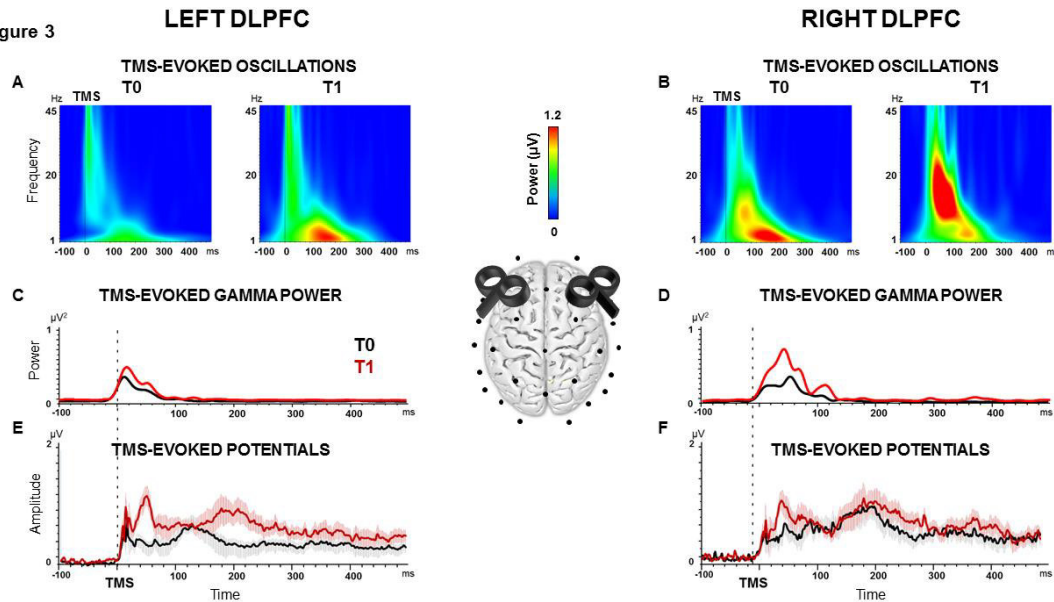 gure 3
LEFT DLPFC
RIGHT DLPFC
A
TMS-EVOKED OSCILLATIONS
T0
T1
Hz
TMS
45
20
1
Frequency
-100 0 100 200 300 400 ms
Hz
45
20
1
-100 0 100 200 300 400 ms
1.2
Power (µV)
0
B
TMS-EVOKED OSCILLATIONS
T0
T1
Hz
TMS
45
20
1
-100 0 100 200 300 400 ms
Hz
45
20
1
-100 0 100 200 300 400 ms
C
TMS-EVOKED GAMMA POWER
µV²
1
Power
0
T0
T1
-100 100 200 300 400 ms
D
TMS-EVOKED GAMMA POWER
µV²
1
0
-100 0 100 200 300 400 ms
E
µV
TMS-EVOKED POTENTIALS
2
Amplitude
0
-100 100 200 300 400 ms
TMS
Time
F
µV
TMS-EVOKED POTENTIALS
2
0
-100 100 200 300 400 ms
TMS
Time